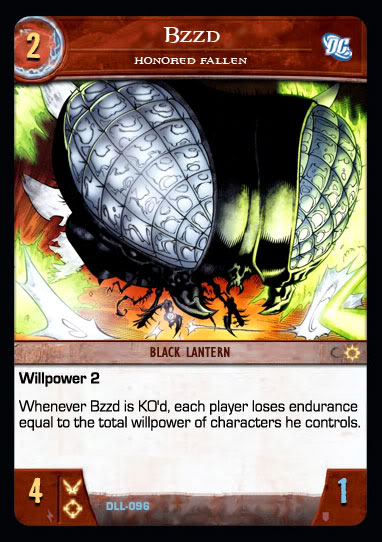 2
Bzzd
HONORED FALLEN
DC
BLACK LANTERN
C
Willpower 2
Whenever Bzzd is KO'd, each player loses endurance
equal to the total willpower of characters he controls.
4
DLL-096
1